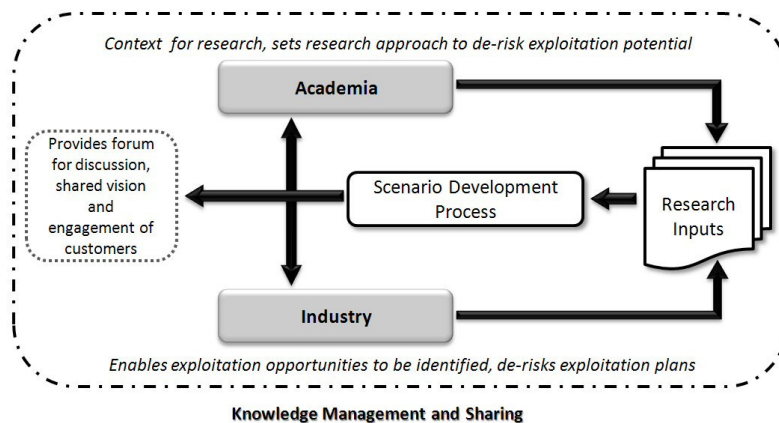 Context for research, sets research approach to de-risk exploitation potential
Academia
Provides forum
for discussion,
shared vision
and
engagement of
customers
Scenario Development
Process
Research
Inputs
Industry
Enables exploitation opportunities to be identified, de-risks exploitation plans
Knowledge Management and Sharing